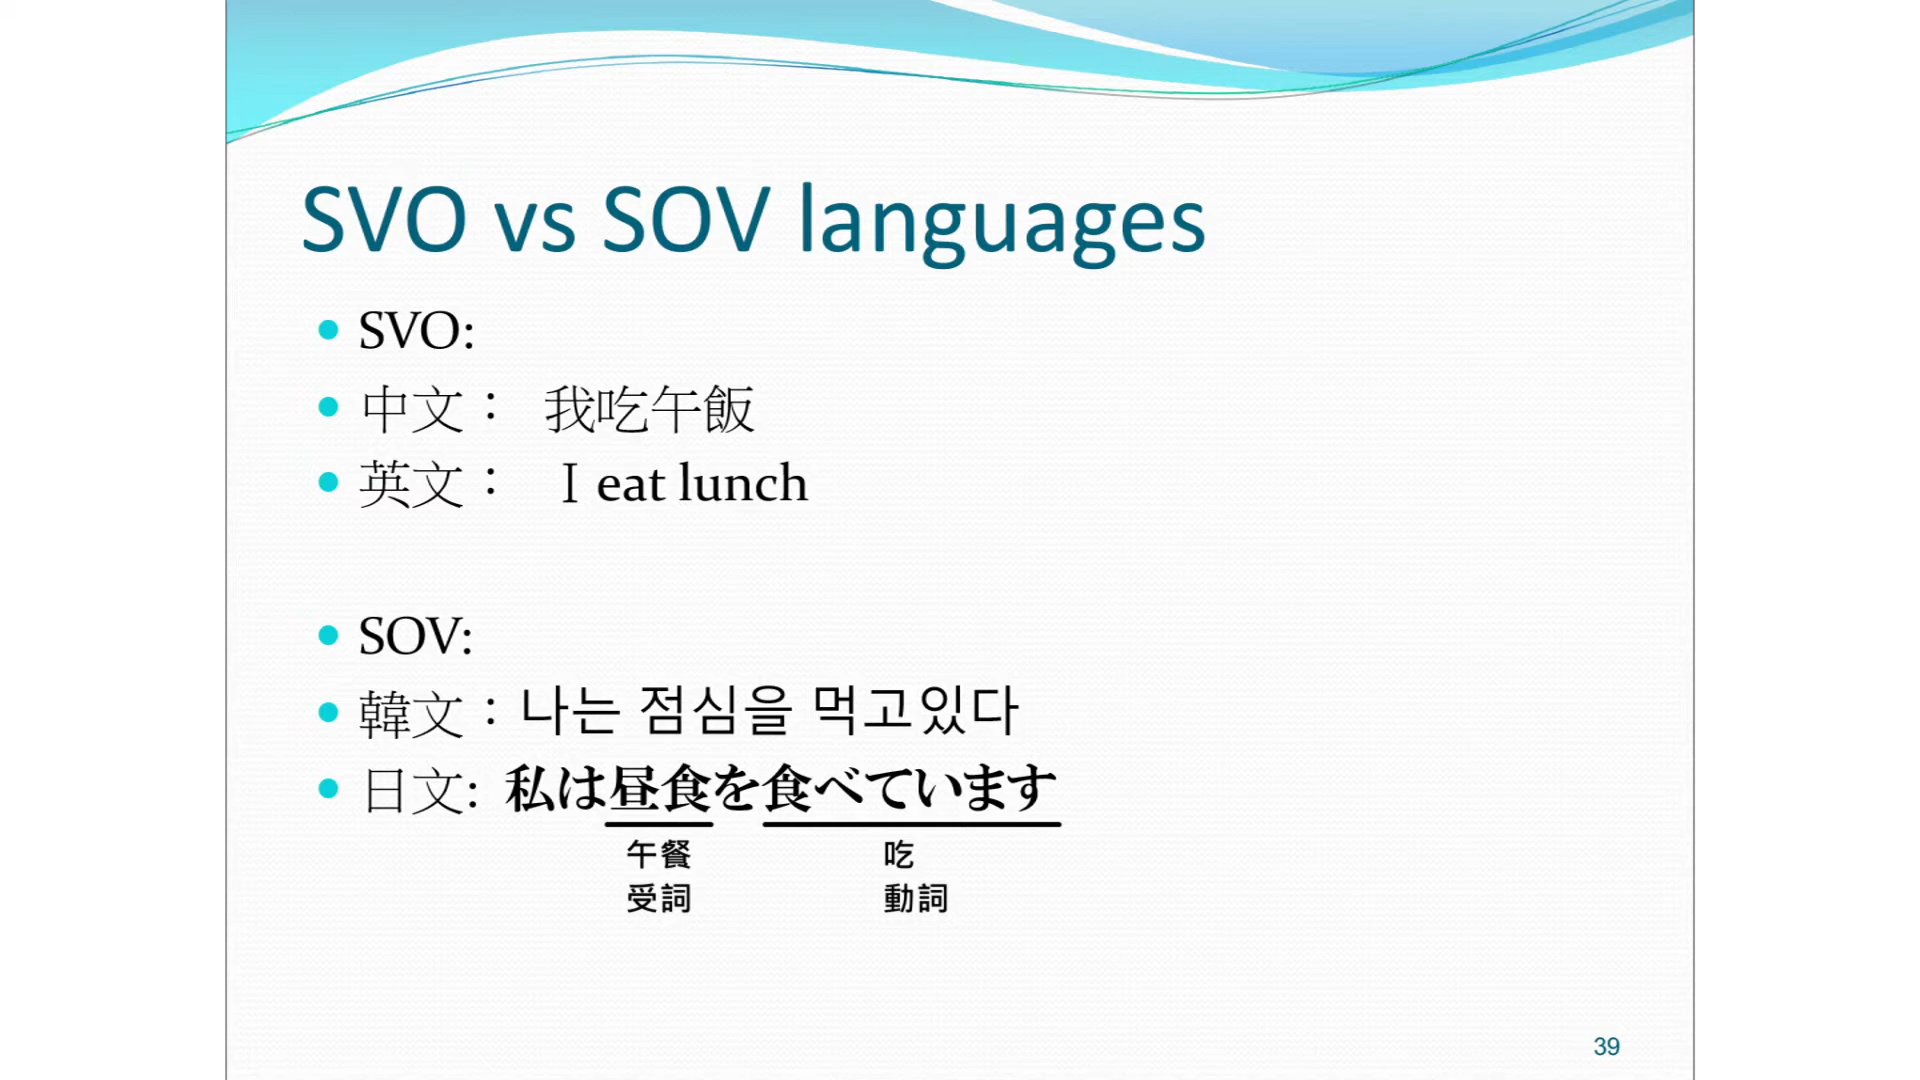 SVO vs SOV languages
SVO:
中文： 我吃午飯
英文： I eat lunch
SOV:
韓文：나는 점심을 먹고있다
日文: 私は昼食を食べています
午餐 吃
受詞 動詞
39